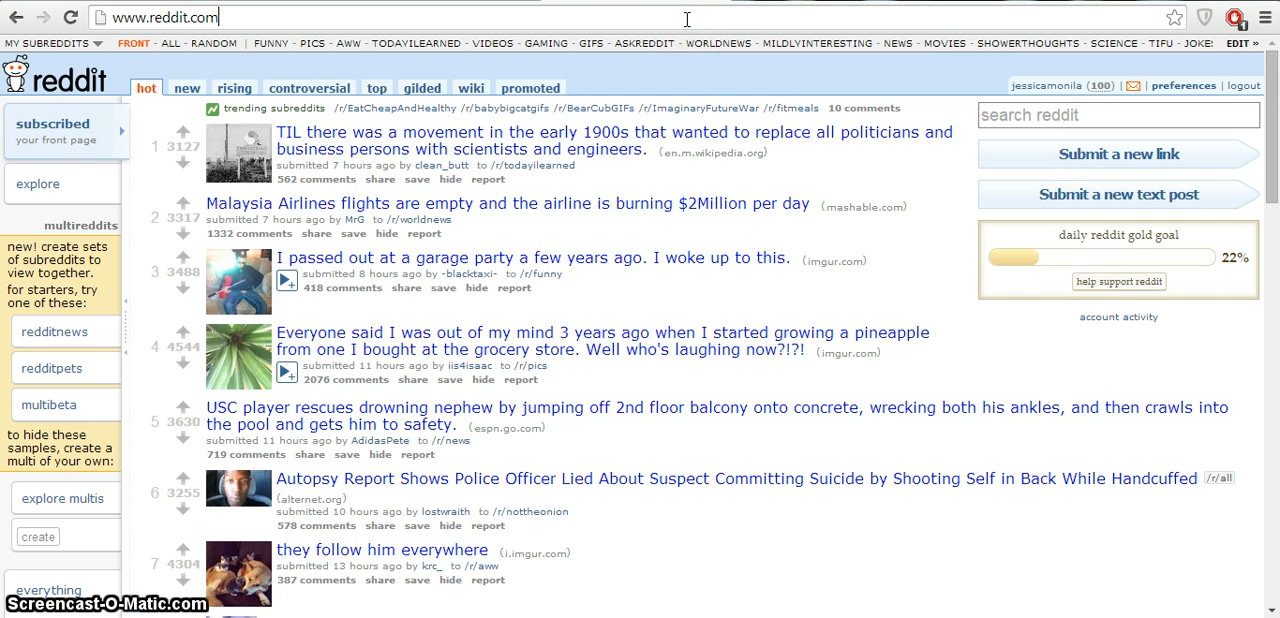 www.reddit.com
1
MY SUBREDDITS FRONT - ALL - RANDOM | FUNNY - PICS - AWW - TODAYILEARNED - VIDEOS - GAMING - GIFS - ASKREDDIT - WORLDNEWS - MILDLYINTERESTING - NEWS - MOVIES - SHOWERTHOUGHTS - SCIENCE - TIFU - JOKES EDIT »
reddit hot new rising controversial top gilded wiki promoted
jessicamonila (100) | | preferences | logout
subscribed
your front page
explore
multireddits
new! create sets
of subreddits to
view together.
for starters, try
one of these:
redditnews
redditpets
multibeta
to hide these
samples, create a
multi of your own:
explore multis
create
everything
trending subreddits /r/EatCheapAndHealthy /r/babybigcatgifs /r/BearCubGIFs /r/ImaginaryFutureWar /r/fitmeals 10 comments
1 3127
TIL there was a movement in the early 1900s that wanted to replace all politicians and
business persons with scientists and engineers. (en.m.wikipedia.org)
submitted 7 hours ago by clean_butt to /r/todayilearned
562 comments share save hide report
2 3317
Malaysia Airlines flights are empty and the airline is burning $2Million per day (mashable.com)
submitted 7 hours ago by MrG to /r/worldnews
1332 comments share save hide report
3 3488
I passed out at a garage party a few years ago. I woke up to this. (imgur.com)
submitted 8 hours ago by -blacktaxi- to /r/funny
418 comments share save hide report
4 4544
Everyone said I was out of my mind 3 years ago when I started growing a pineapple
from one I bought at the grocery store. Well who's laughing now?!?! (imgur.com)
submitted 11 hours ago by iis4isaac to /r/pics
2076 comments share save hide report
5 3630
USC player rescues drowning nephew by jumping off 2nd floor balcony onto concrete, wrecking both his ankles, and then crawls into
the pool and gets him to safety. (espn.go.com)
submitted 11 hours ago by AdidasPete to /r/news
719 comments share save hide report
6 3255
Autopsy Report Shows Police Officer Lied About Suspect Committing Suicide by Shooting Self in Back While Handcuffed /r/all
(alternet.org)
submitted 10 hours ago by lostwraith to /r/nottheonion
578 comments share save hide report
7 4304
they follow him everywhere (i.imgur.com)
submitted 13 hours ago by krc_ to /r/aww
387 comments share save hide report
search reddit
Submit a new link
Submit a new text post
daily reddit gold goal
22%
help support reddit
account activity
Screencast-O-Matic.com